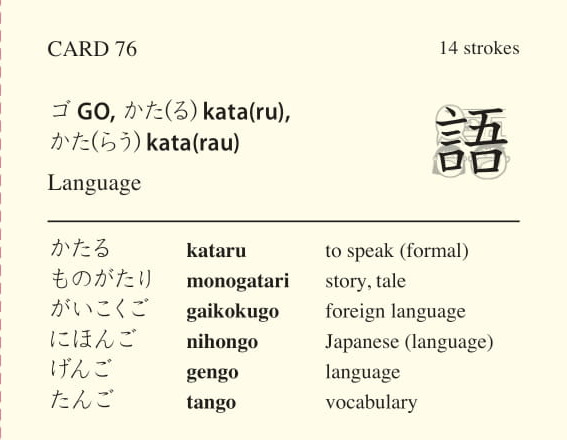 CARD 76 14 strokes
ゴ GO, かた(る) kata(ru),
かた(らう) kata(rau)
語
Language
かたる kataru to speak (formal)
ものがたり monogatari story, tale
がいこくご gaikokugo foreign language
にほんご nihongo Japanese (language)
げんご gengo language
たんご tango vocabulary